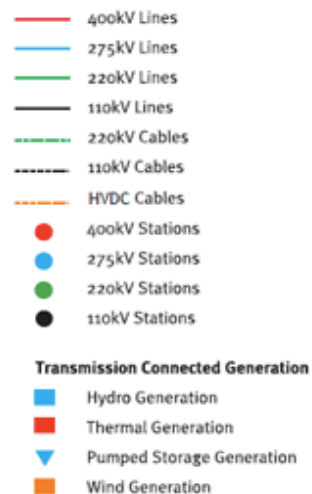 400kV Lines
275kV Lines
220kV Lines
110kV Lines
220kV Cables
110kV Cables
HVDC Cables
400kV Stations
275kV Stations
220kV Stations
110kV Stations
Transmission Connected Generation
Hydro Generation
Thermal Generation
Pumped Storage Generation
Wind Generation